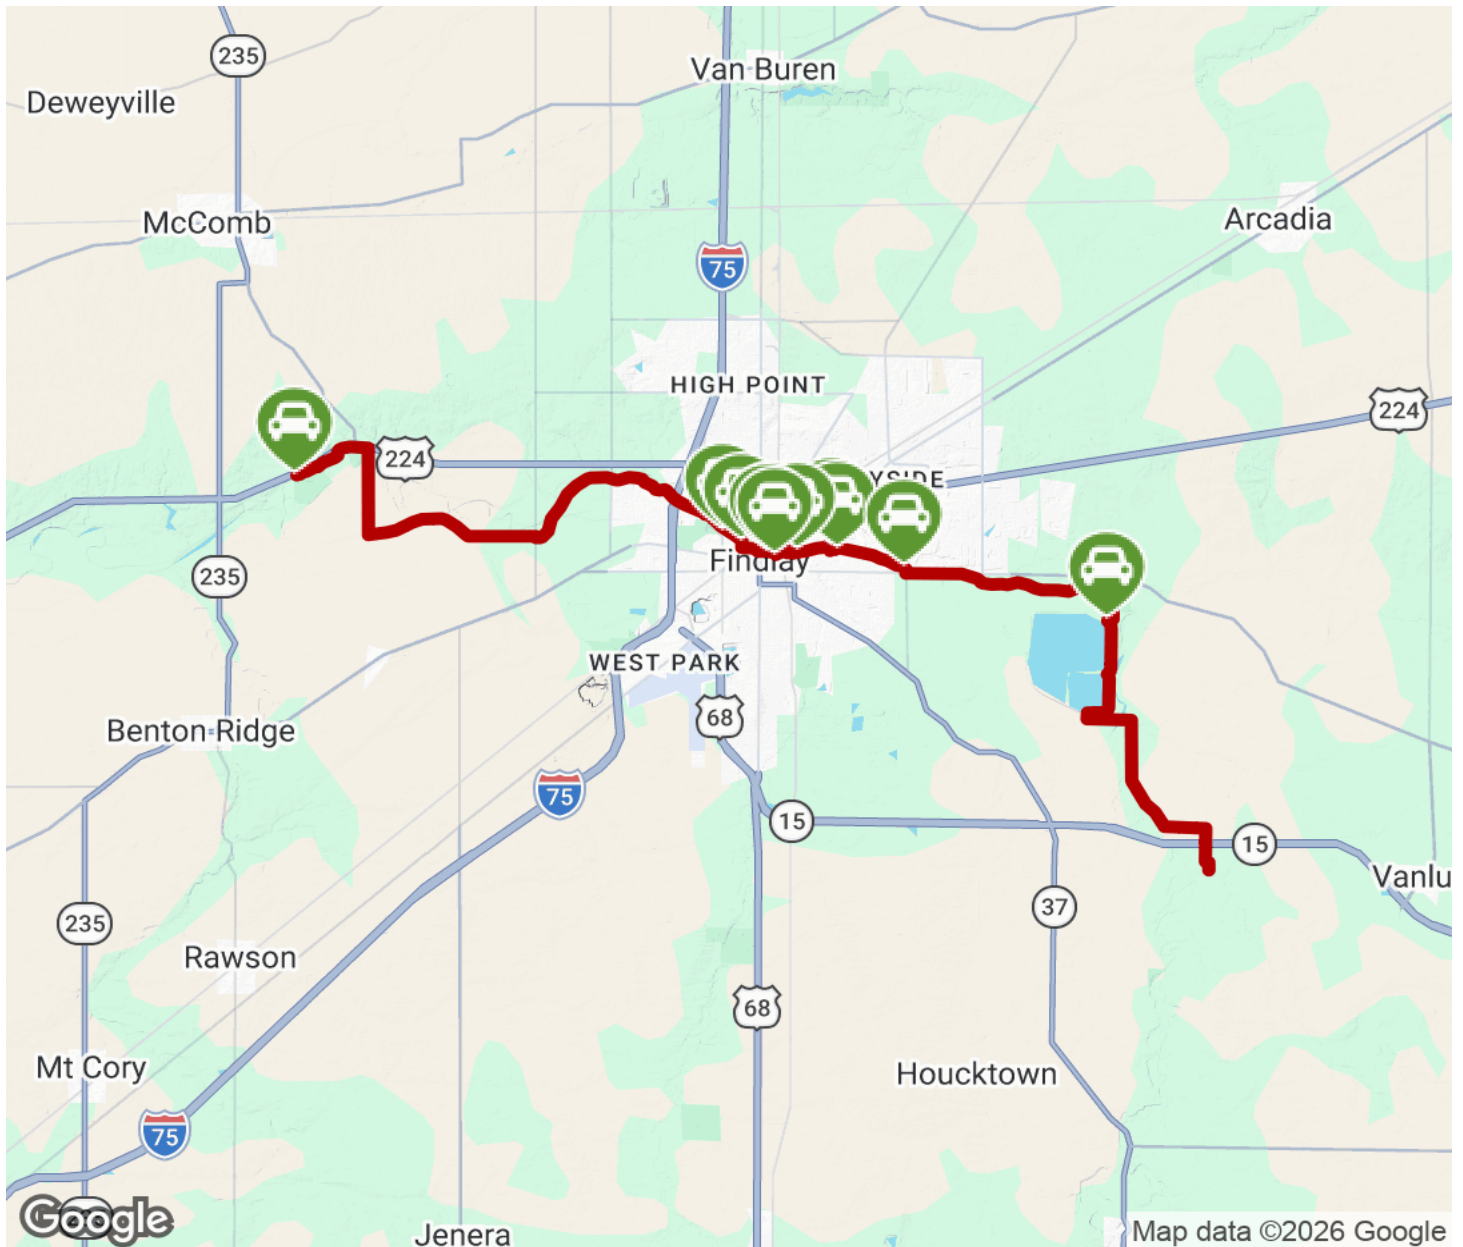 235
Van Buren
Deweyville
McComb
Arcadia
75
HIGH POINT
224
224
YSIDE
Findlay
235
WEST PARK
68
Benton Ridge
75
15
15
Vanlu
37
235
Rawson
68
Mt Cory
Houcktown
75
Google
Jenera
Map data ©2026 Google